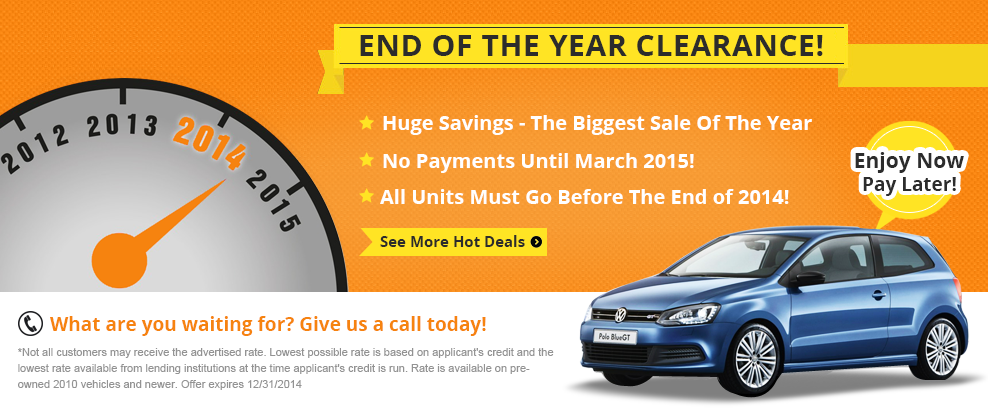 END OF THE YEAR CLEARANCE!
2012 2013 2014 2015
Huge Savings - The Biggest Sale Of The Year
No Payments Until March 2015!
All Units Must Go Before The End of 2014!
Enjoy Now
Pay Later!
See More Hot Deals
Polo BlueGT
What are you waiting for? Give us a call today!
*Not all customers may receive the advertised rate. Lowest possible rate is based on applicant's credit and the
lowest rate available from lending institutions at the time applicant's credit is run. Rate is available on pre-
owned 2010 vehicles and newer. Offer expires 12/31/2014